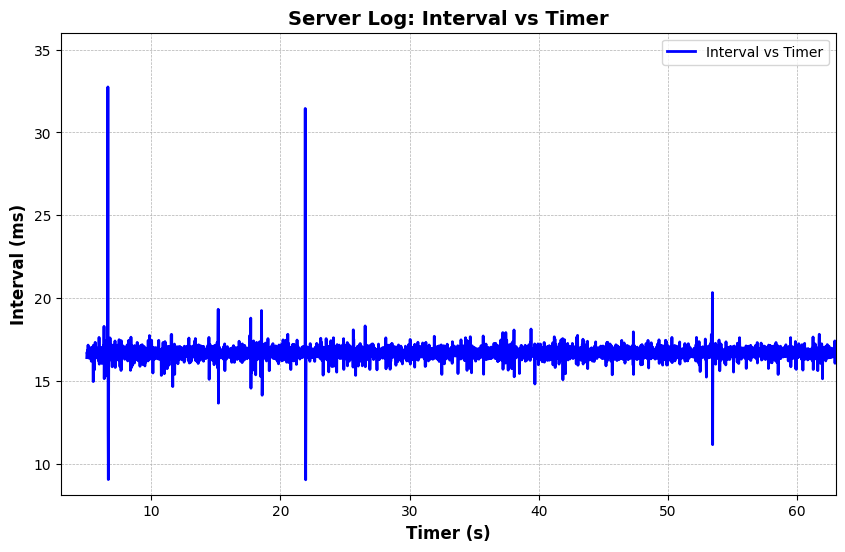 Server Log: Interval vs Timer
Interval vs Timer
35
30
25
20
15
10
Interval (ms)
10 20 30 40 50 60
Timer (s)